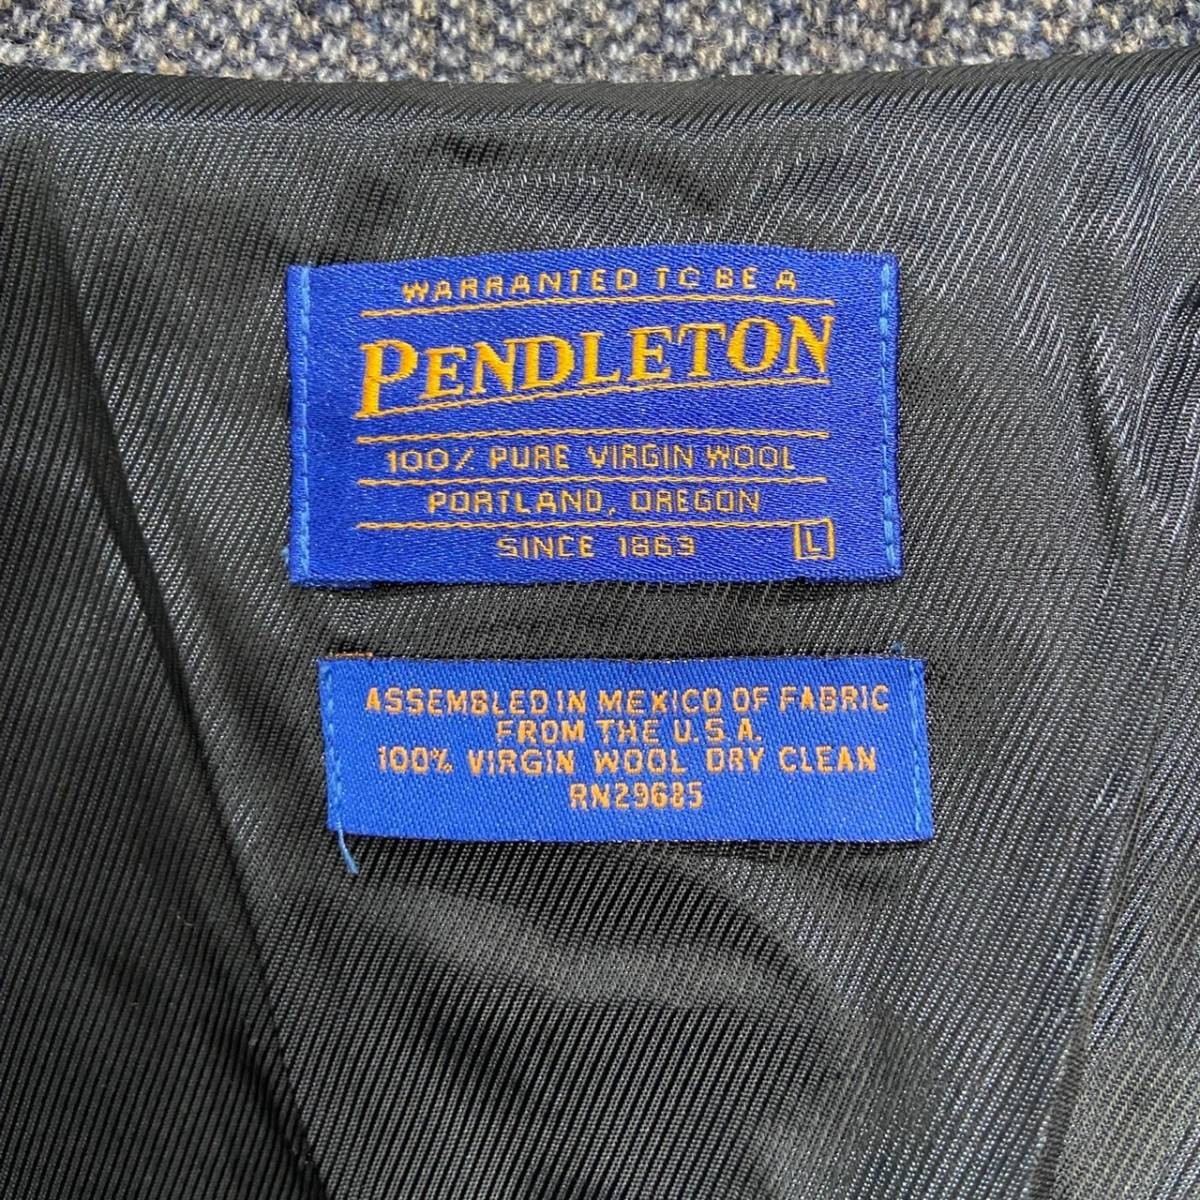 WARRANTED TO BE A
PENDLETON
100% PURE VIRGIN WOOL
PORTLAND, OREGON
SINCE 1863 L
ASSEMBLED IN MEXICO OF FABRIC
FROM THE U.S.A.
100% VIRGIN WOOL DRY CLEAN
RN29685